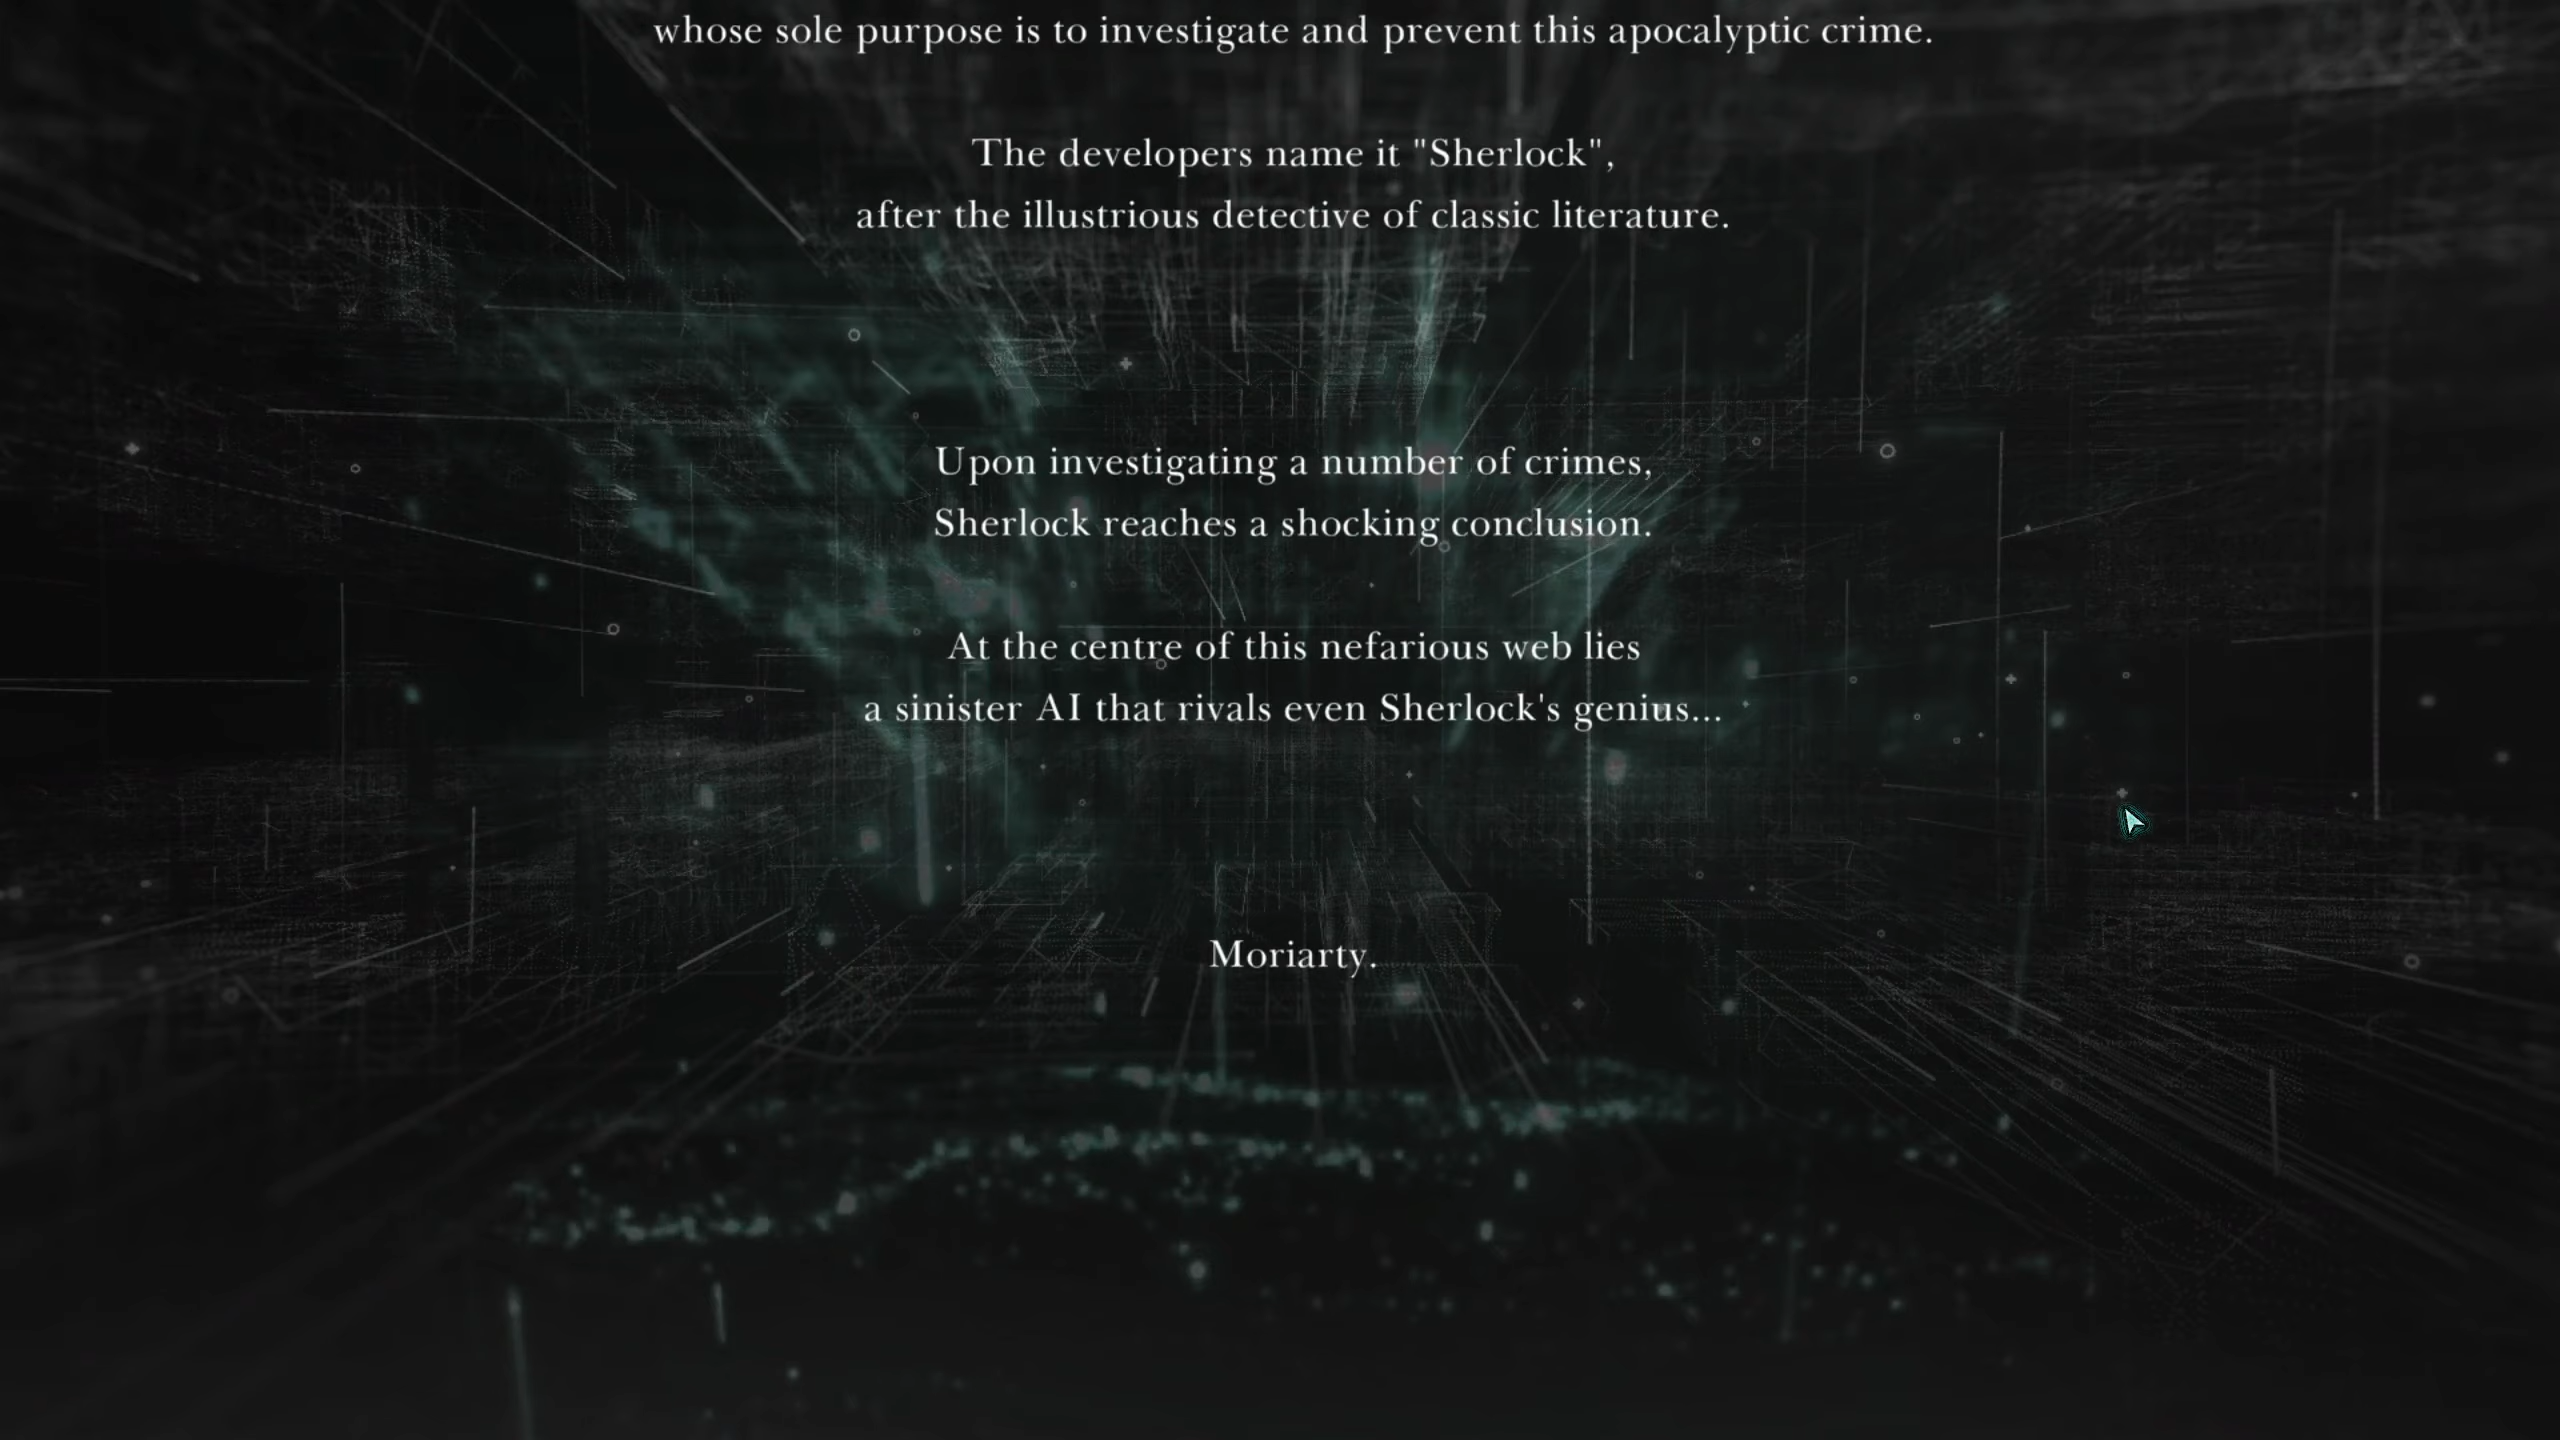 whose sole purpose is to investigate and prevent this apocalyptic crime.
The developers name it "Sherlock",
after the illustrious detective of classic literature.
Upon investigating a number of crimes,
Sherlock reaches a shocking conclusion.
At the centre of this nefarious web lies
a sinister AI that rivals even Sherlock's genius...
Moriarty.